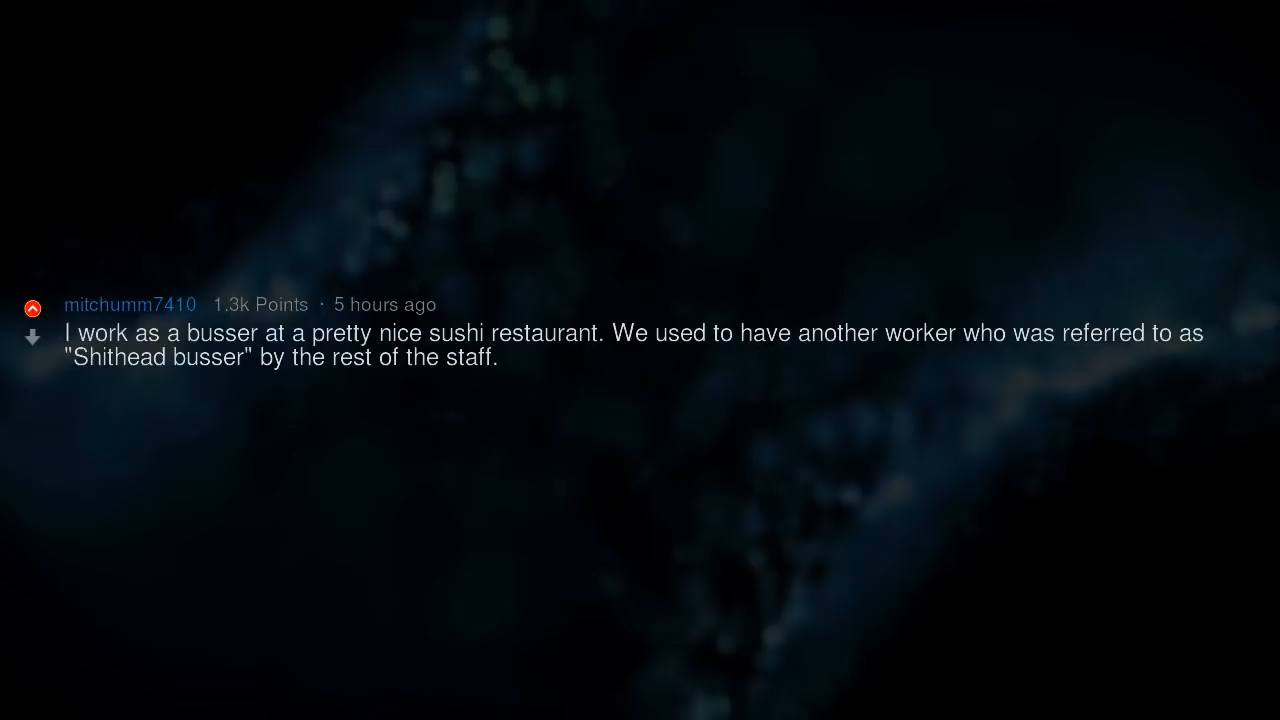 mitchumm7410 1.3k Points · 5 hours ago
I work as a busser at a pretty nice sushi restaurant. We used to have another worker who was referred to as
"Shithead busser" by the rest of the staff.